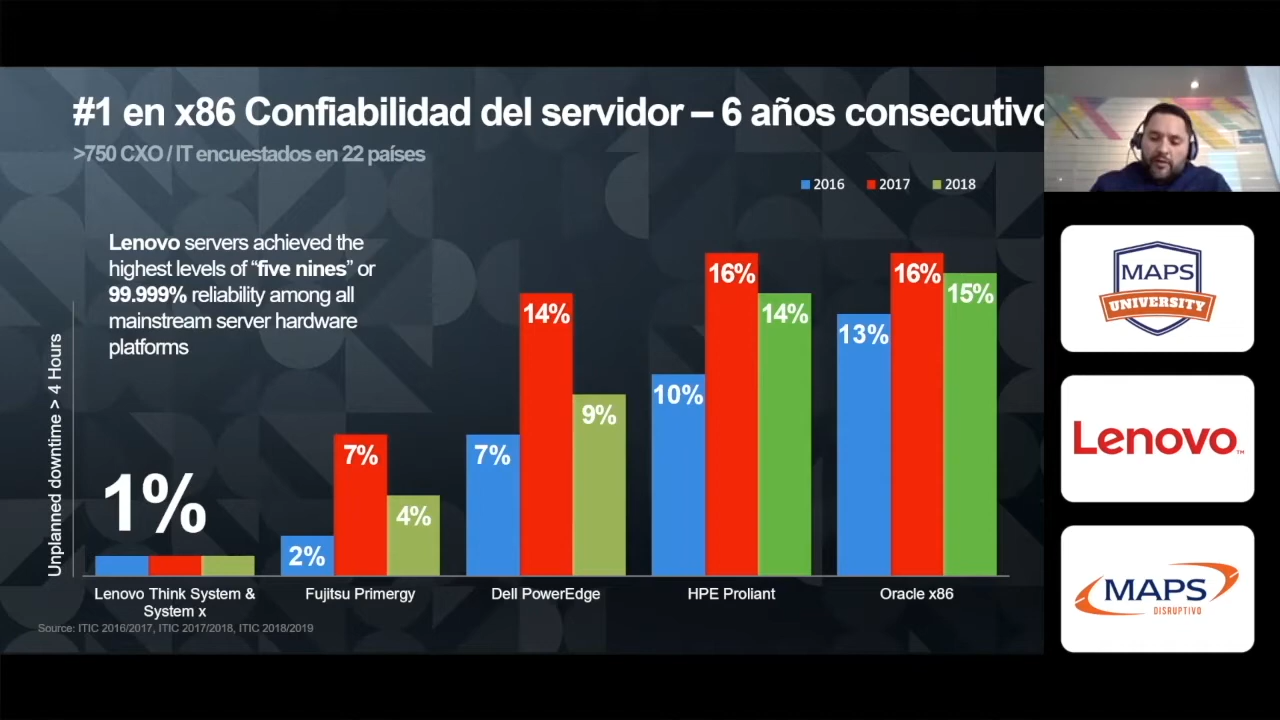 #1 en x86 Confiabilidad del servidor – 6 años consecutivo
>750 CXO / IT encuestados en 22 países
2016 2017 2018
Lenovo servers achieved the
highest levels of “five nines” or
99.999% reliability among all
mainstream server hardware
platforms
Unplanned downtime > 4 Hours
1%
2% 7% 4%
7% 14% 9%
10% 16% 14%
13% 16% 15%
Lenovo Think System &
System x
Fujitsu Primergy
Dell PowerEdge
HPE Proliant
Oracle x86
Source: ITIC 2016/2017, ITIC 2017/2018, ITIC 2018/2019
MAPS
UNIVERSITY
Lenovo™
MAPS
DISRUPTIVO